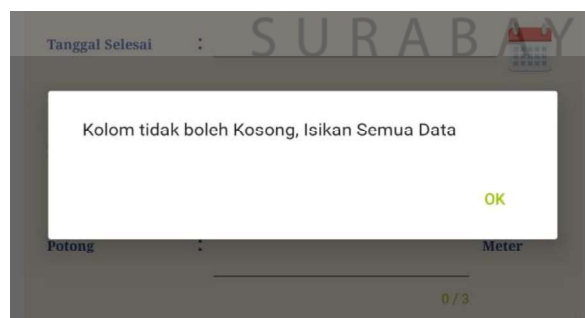 SURABAY
Tanggal Selesai :
Kolom tidak boleh Kosong, Isikan Semua Data
OK
Potong : Meter
0 / 3